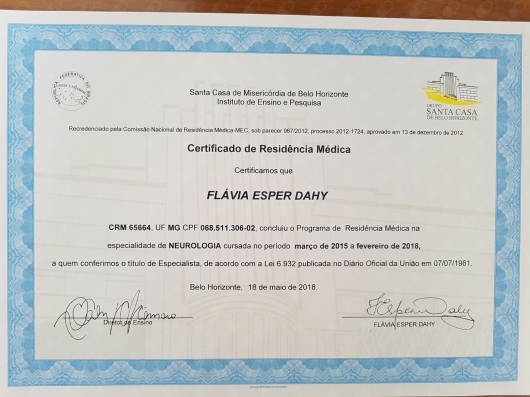 Santa Casa de Misericórdia de Belo Horizonte
Instituto de Ensino e Pesquisa
GRUPO
SANTA CASA
DE BELO HORIZONTE
Recredenciado pela Comissão Nacional de Residência Médica-MEC, sob parecer 967/2012, processo 2012-1724, aprovado em 13 de dezembro de 2012.
Certificado de Residência Médica
Certificamos que
FLÁVIA ESPER DAHY
CRM 65664, UF MG CPF 068.511.306-02, concluiu o Programa de Residência Médica na
especialidade de NEUROLOGIA cursada no período março de 2015 a fevereiro de 2018,
a quem conferimos o título de Especialista, de acordo com a Lei 6.932 publicada no Diário Oficial da União em 07/07/1981.
Belo Horizonte, 18 de maio de 2018.
Diretor de Ensino
FLÁVIA ESPER DAHY